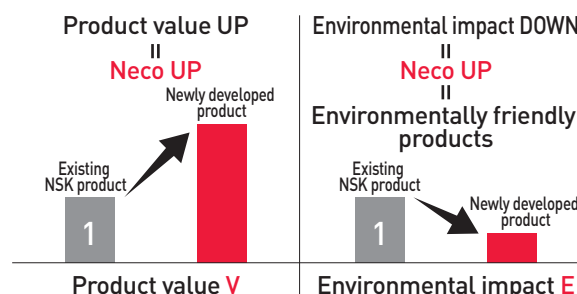 Product value UP
=
Neco UP
Newly developed
product
Existing
NSK product
1
Product value V
Environmental impact DOWN
=
Neco UP
=
Environmentally friendly
products
Existing
NSK product
1
Newly developed
product
Environmental impact E